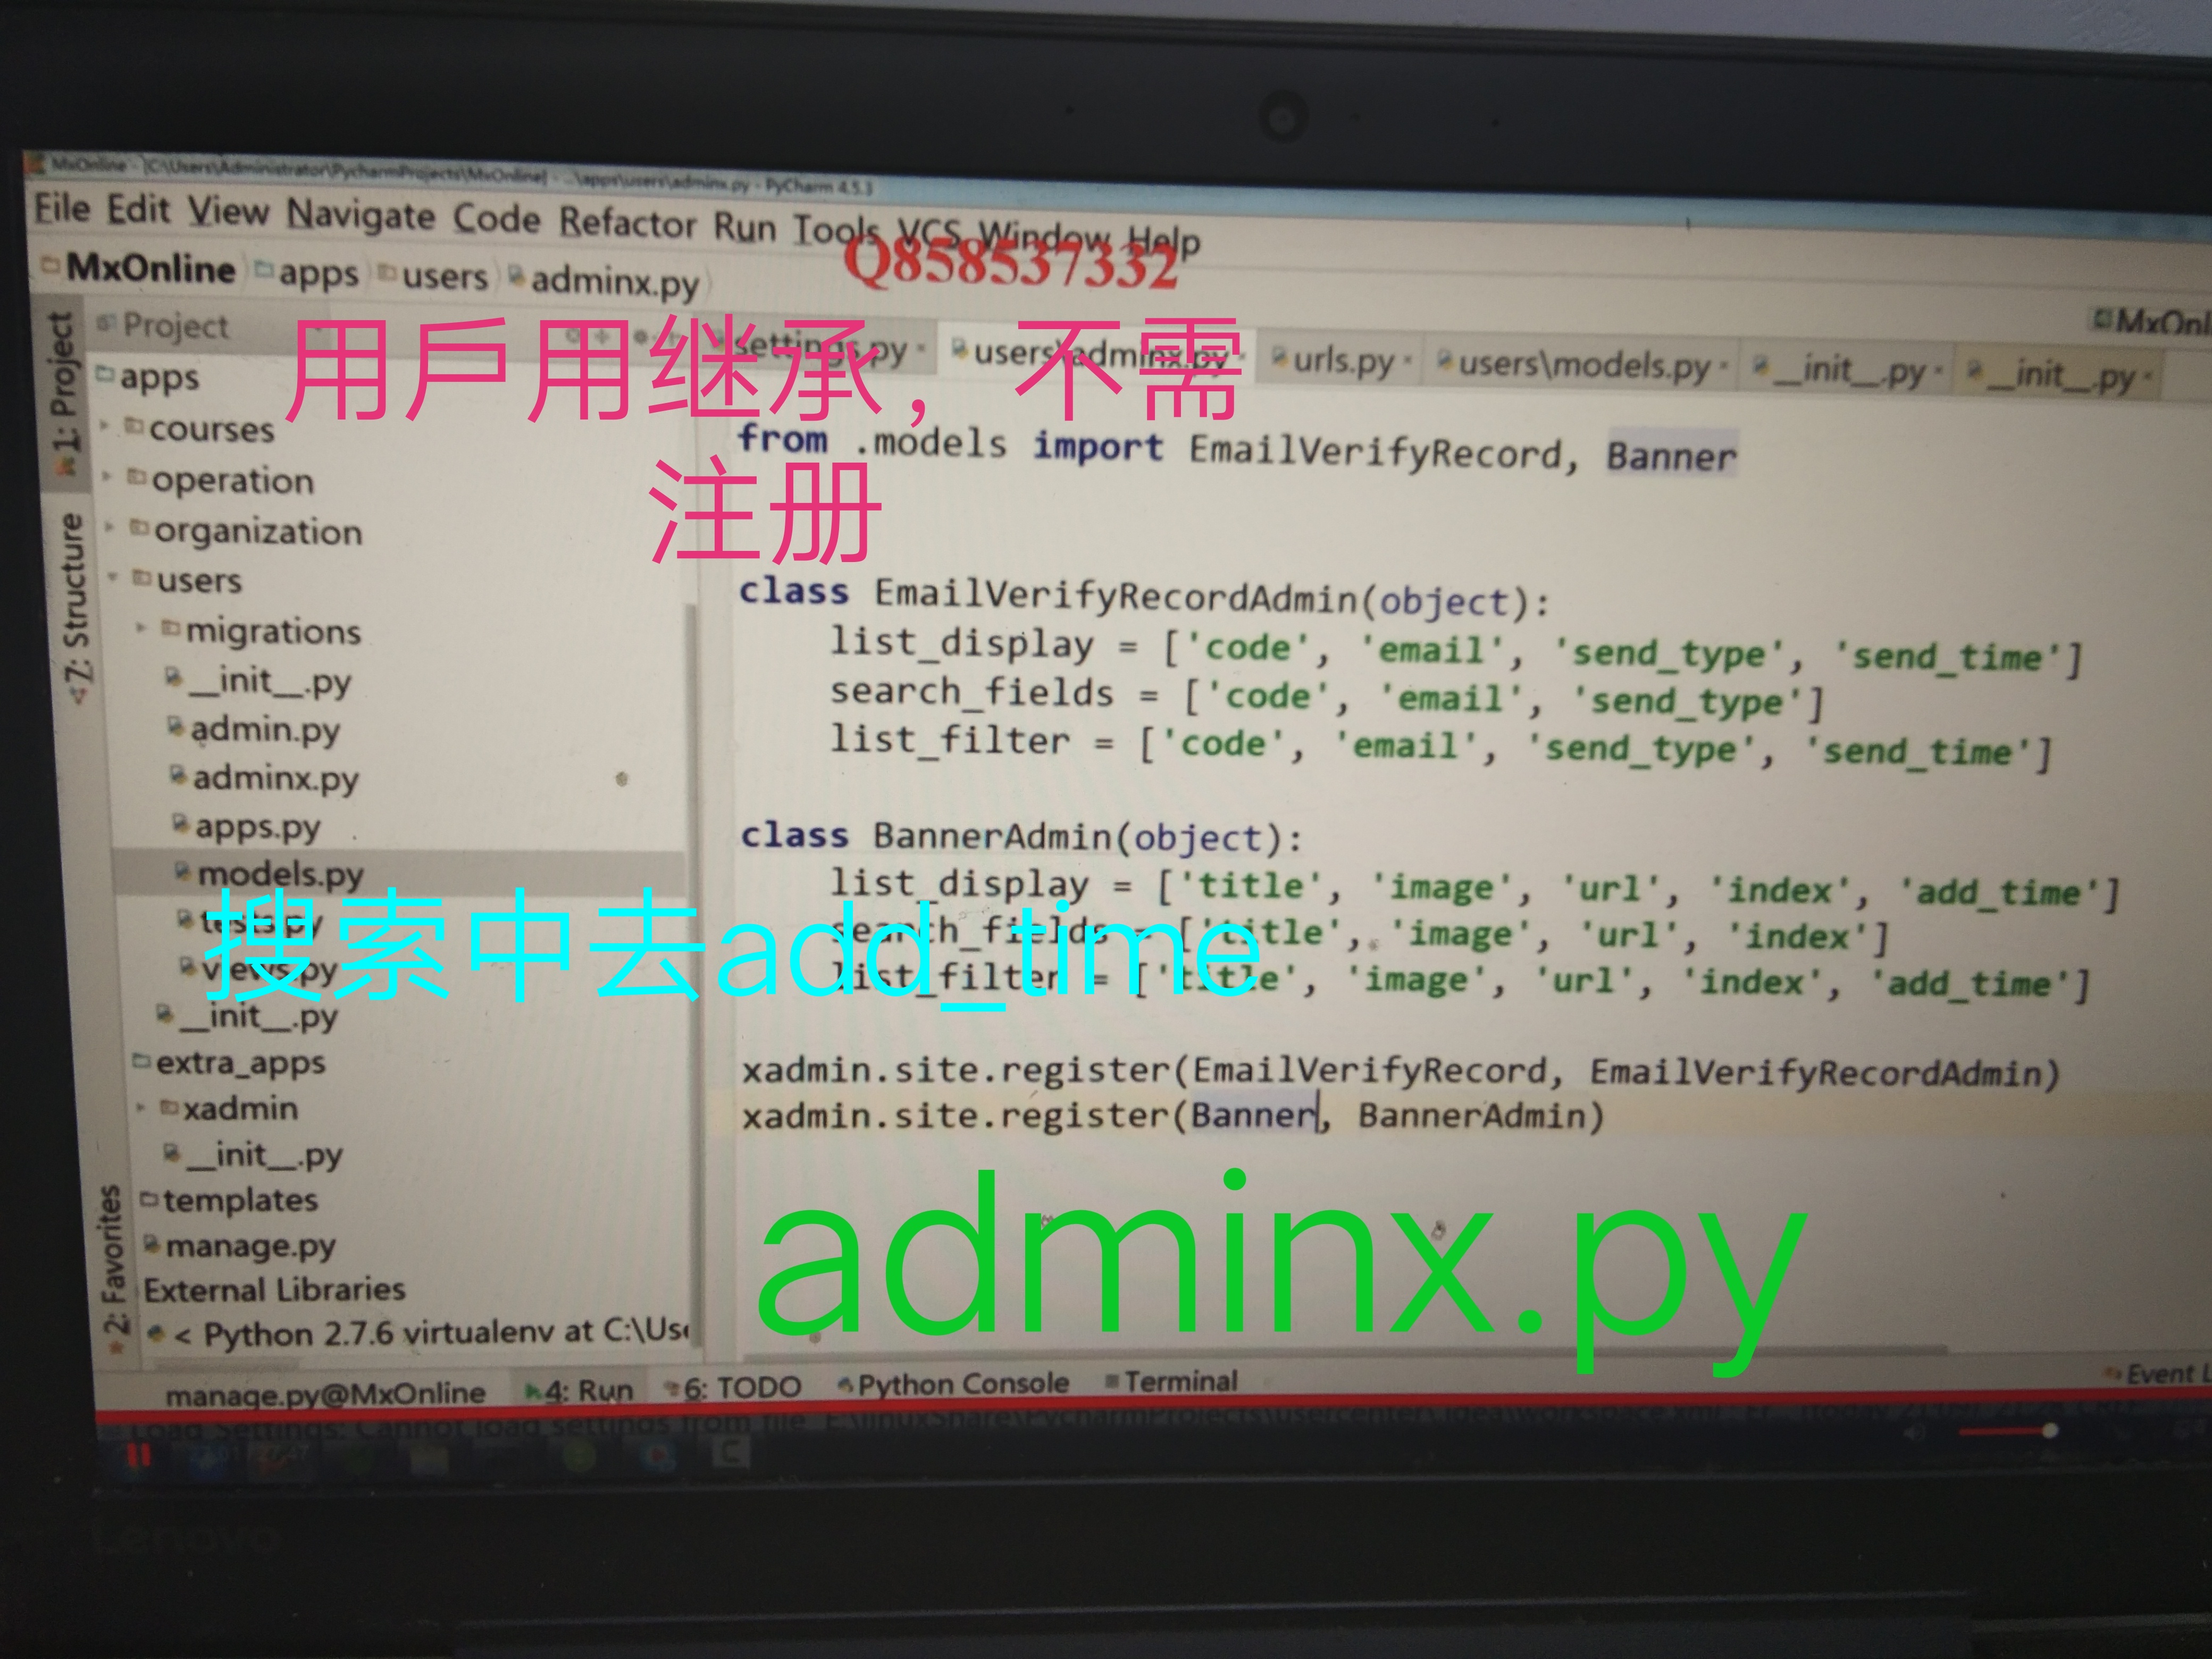 MxOnline - [C:\Users\Administrator\PycharmProjects\MxOnline] - ...\apps\users\adminx.py - PyCharm 4.5.3
File Edit View Navigate Code Refactor Run Tools VCS Window Help
Q858537332
MxOnline apps users adminx.py
MxOnl
1: Project
Project
settings.py users\adminx.py urls.py users\models.py __init__.py __init__.py
用戶用继承，不需
注册
apps
courses
operation
organization
users
migrations
__init__.py
admin.py
adminx.py
apps.py
models.py
tests.py
views.py
__init__.py
extra_apps
xadmin
__init__.py
templates
manage.py
External Libraries
< Python 2.7.6 virtualenv at C:\Use
7: Structure
2: Favorites
from .models import EmailVerifyRecord, Banner
class EmailVerifyRecordAdmin(object):
list_display = ['code', 'email', 'send_type', 'send_time']
search_fields = ['code', 'email', 'send_type']
list_filter = ['code', 'email', 'send_type', 'send_time']
class BannerAdmin(object):
list_display = ['title', 'image', 'url', 'index', 'add_time']
search_fields = ['title', 'image', 'url', 'index']
list_filter = ['title', 'image', 'url', 'index', 'add_time']
搜索中去add_time
xadmin.site.register(EmailVerifyRecord, EmailVerifyRecordAdmin)
xadmin.site.register(Banner, BannerAdmin)
adminx.py
manage.py@MxOnline 4: Run 6: TODO Python Console Terminal
Event L
Load Settings: Cannot load settings from file
Lenovo